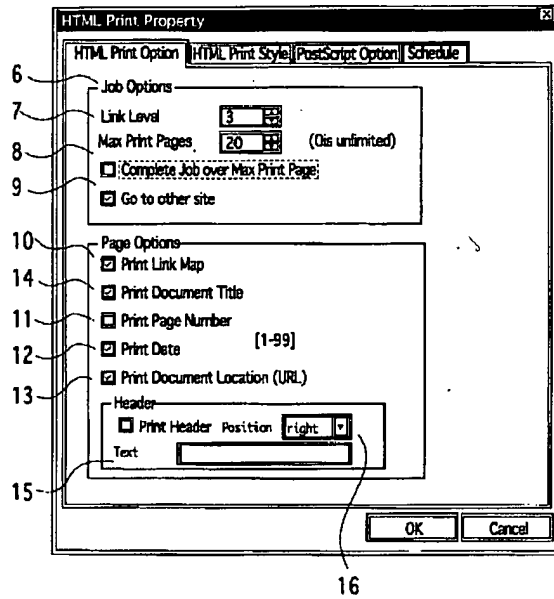 HTML Print Property
HTML Print Option HTML Print Style PostScript Option Schedule
6
Job Options
7
Link Level 3
8
Max Print Pages 20 (0is unlimited)
Complete Job over Max Print Page
9
Go to other site
Page Options
10
Print Link Map
14
Print Document Title
11
Print Page Number
12
Print Date [1-99]
13
Print Document Location (URL)
Header
Print Header Position right
Text
15
OK Cancel
16